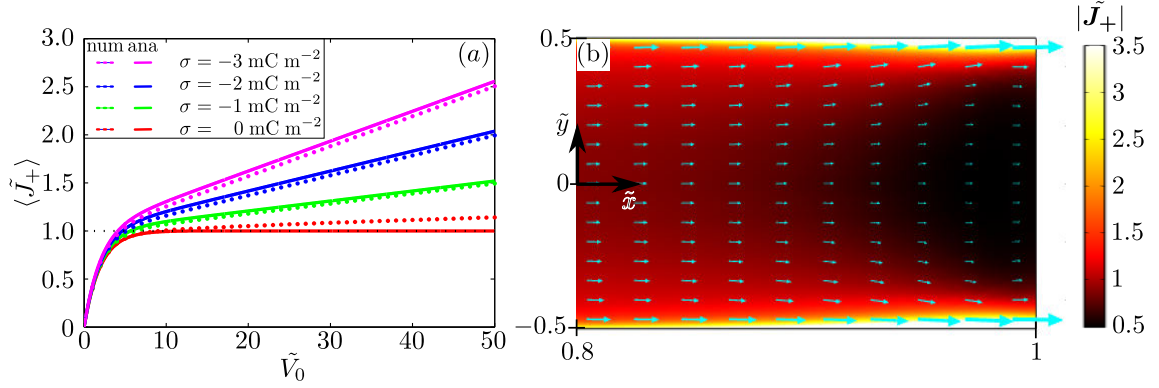 3.0
2.5
2.0
1.5
1.0
0.5
0
0 10 20 30 40 50
⟨J̃₊⟩
Ṽ₀
(a)
num ana
σ = −3 mC m⁻²
σ = −2 mC m⁻²
σ = −1 mC m⁻²
σ = 0 mC m⁻²
(b)
0.5
0
−0.5
0.8 1
ỹ
x̃
|J̃₊|
3.5
3
2.5
2
1.5
1
0.5